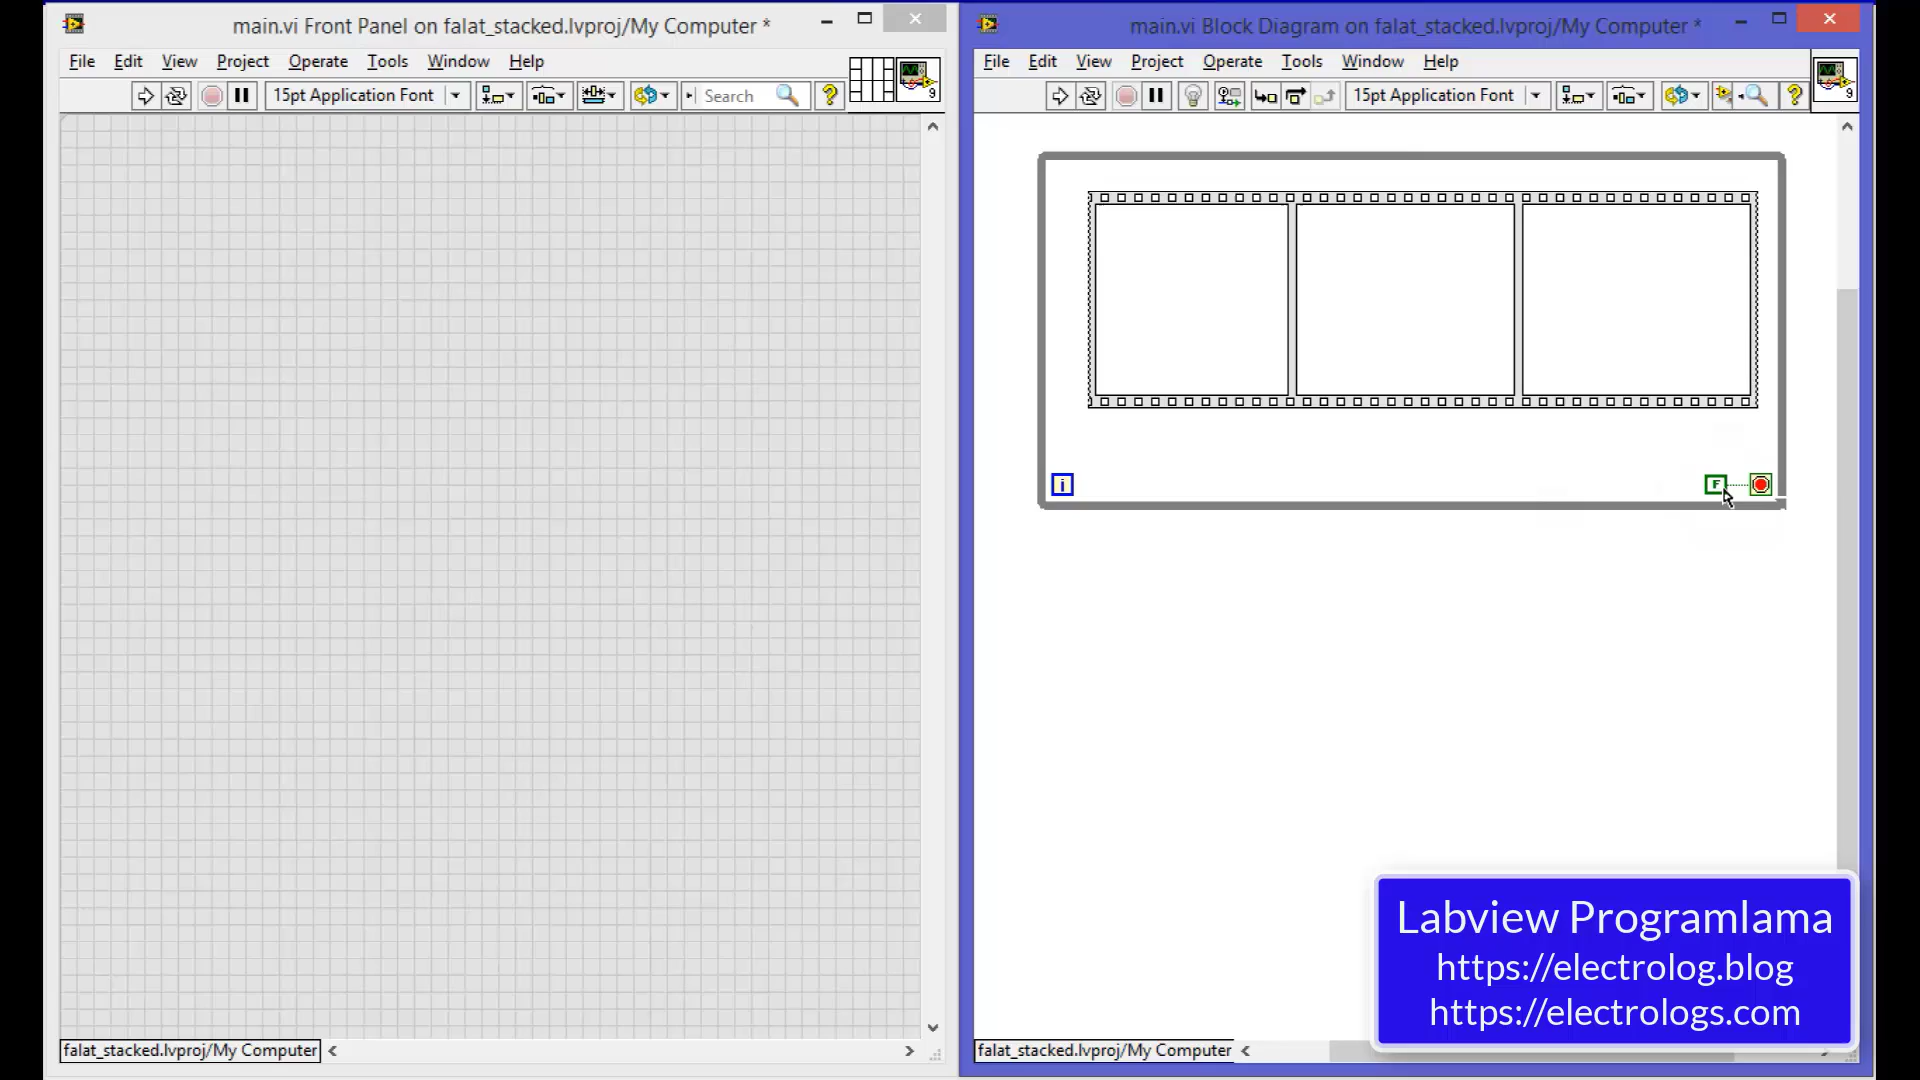 main.vi Front Panel on falat_stacked.lvproj/My Computer *
File Edit View Project Operate Tools Window Help
15pt Application Font
Search
?
9
falat_stacked.lvproj/My Computer
main.vi Block Diagram on falat_stacked.lvproj/My Computer *
File Edit View Project Operate Tools Window Help
15pt Application Font
?
9
i
F
falat_stacked.lvproj/My Computer
Labview Programlama
https://electrolog.blog
https://electrologs.com